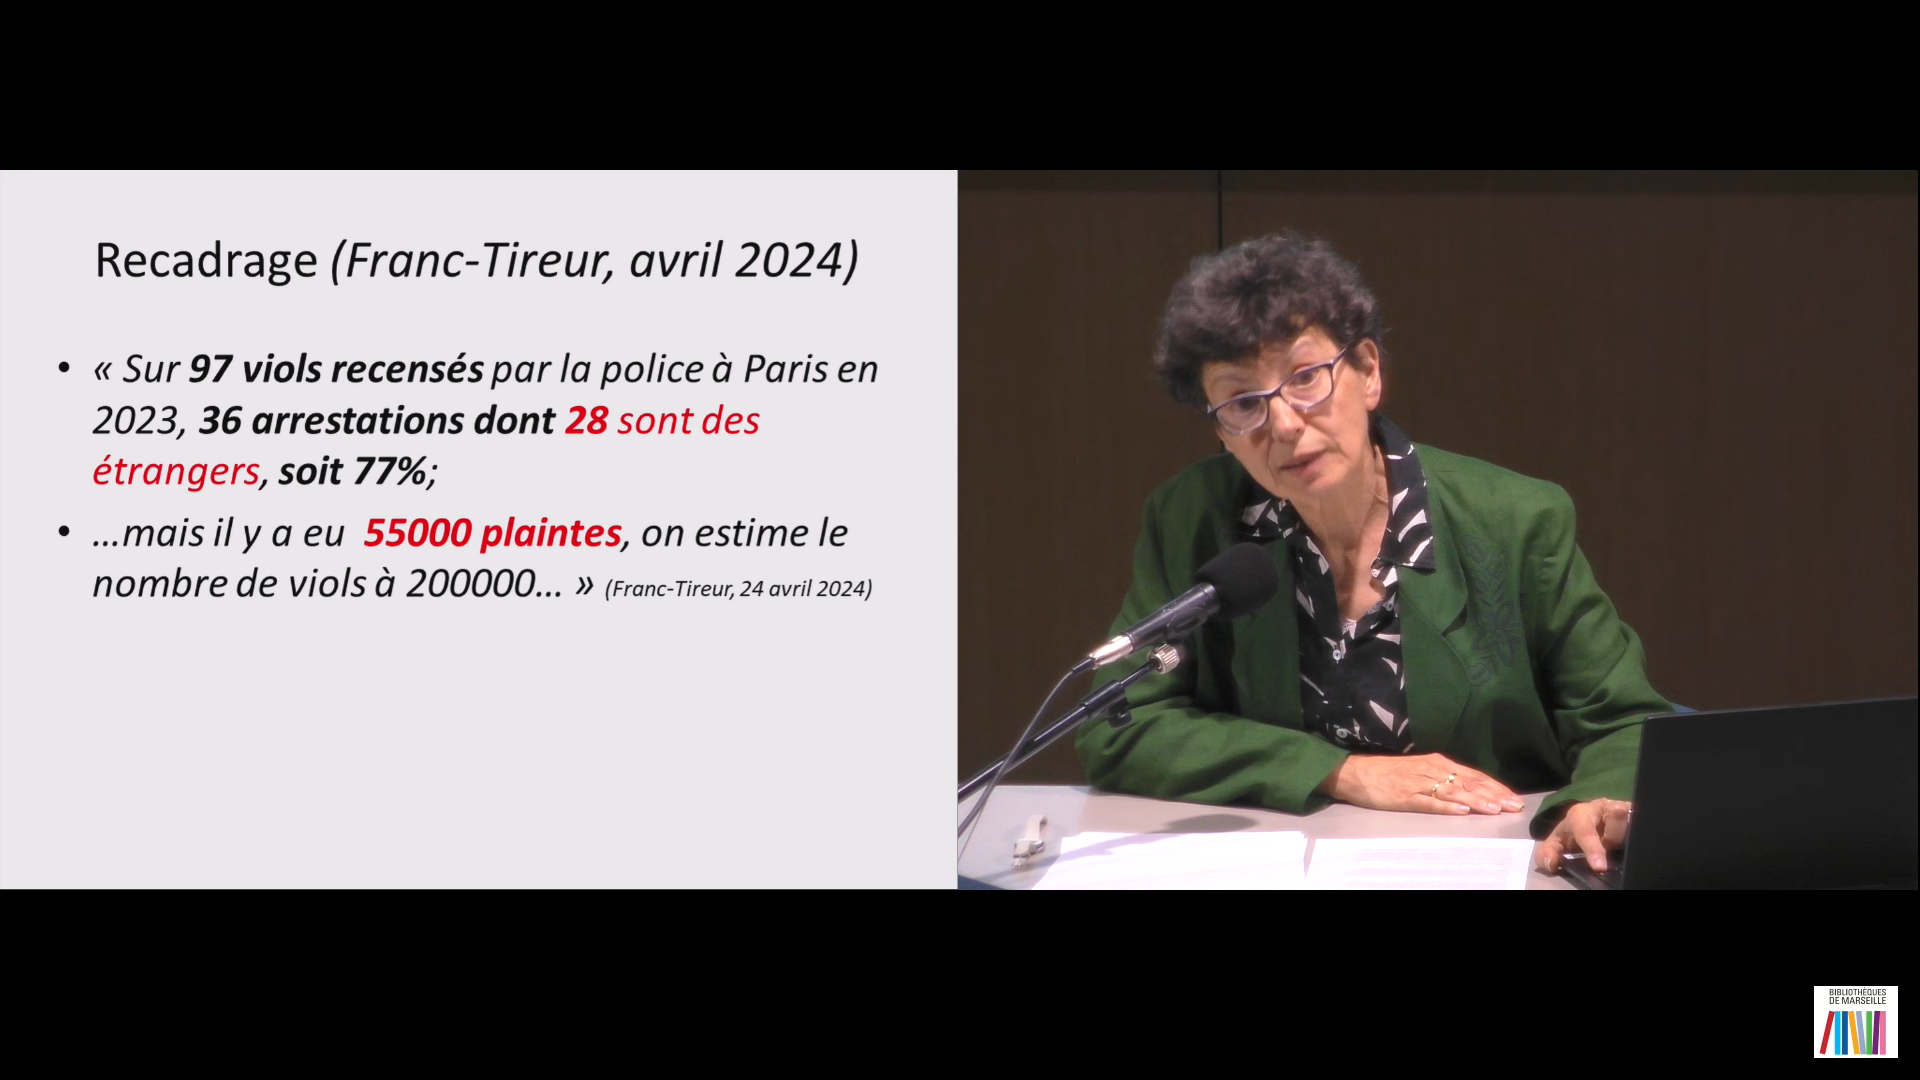 Recadrage (Franc-Tireur, avril 2024)
• « Sur 97 viols recensés par la police à Paris en
2023, 36 arrestations dont 28 sont des
étrangers, soit 77%;
• …mais il y a eu 55000 plaintes, on estime le
nombre de viols à 200000… » (Franc-Tireur, 24 avril 2024)
BIBLIOTHÈQUES
DE MARSEILLE